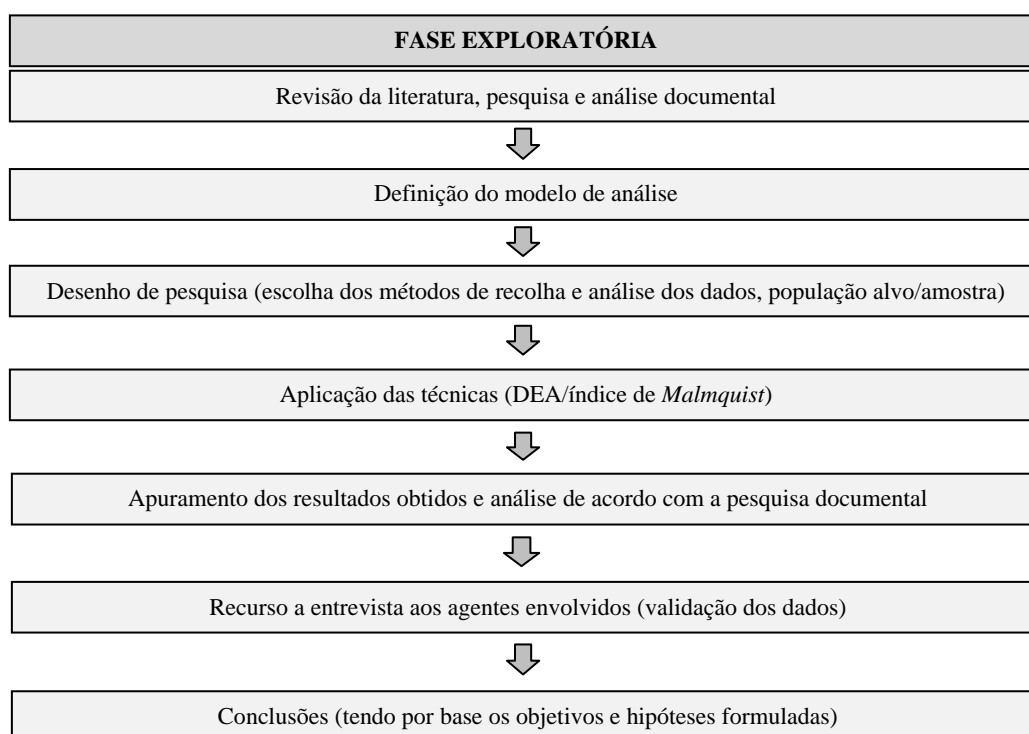 FASE EXPLORATÓRIA
Revisão da literatura, pesquisa e análise documental
Definição do modelo de análise
Desenho de pesquisa (escolha dos métodos de recolha e análise dos dados, população alvo/amostra)
Aplicação das técnicas (DEA/índice de Malmquist)
Apuramento dos resultados obtidos e análise de acordo com a pesquisa documental
Recurso a entrevista aos agentes envolvidos (validação dos dados)
Conclusões (tendo por base os objetivos e hipóteses formuladas)